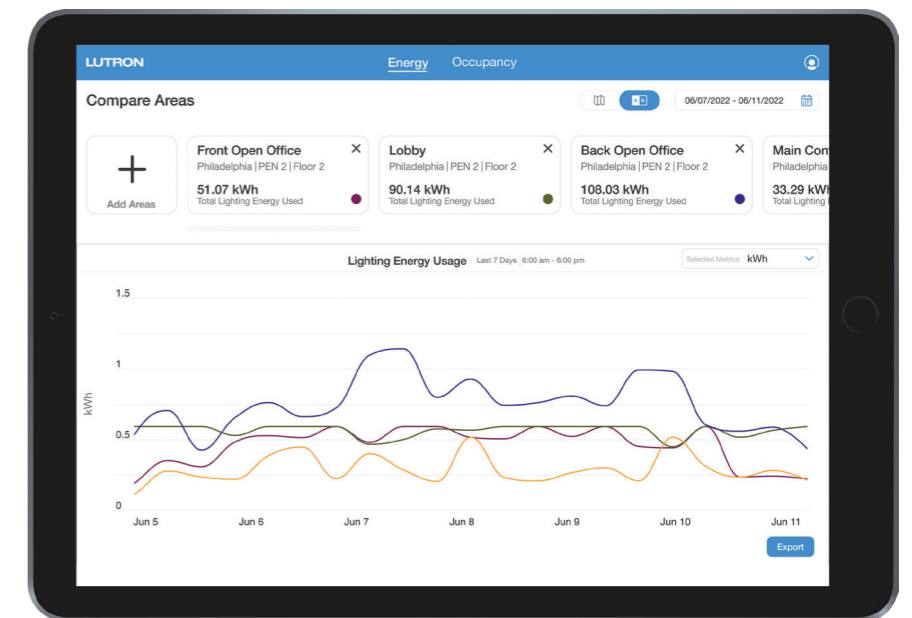 LUTRON
Energy Occupancy
Compare Areas
A B
06/07/2022 - 06/11/2022
Add Areas
Front Open Office
Philadelphia | PEN 2 | Floor 2
51.07 kWh
Total Lighting Energy Used
Lobby
Philadelphia | PEN 2 | Floor 2
90.14 kWh
Total Lighting Energy Used
Back Open Office
Philadelphia | PEN 2 | Floor 2
108.03 kWh
Total Lighting Energy Used
Main Con
Philadelphia
33.29 kWh
Total Lighting
Lighting Energy Usage Last 7 Days 6:00 am - 6:00 pm
Selected Metrics: kWh
1.5
1
0.5
0
kWh
Jun 5 Jun 6 Jun 7 Jun 8 Jun 9 Jun 10 Jun 11
Export